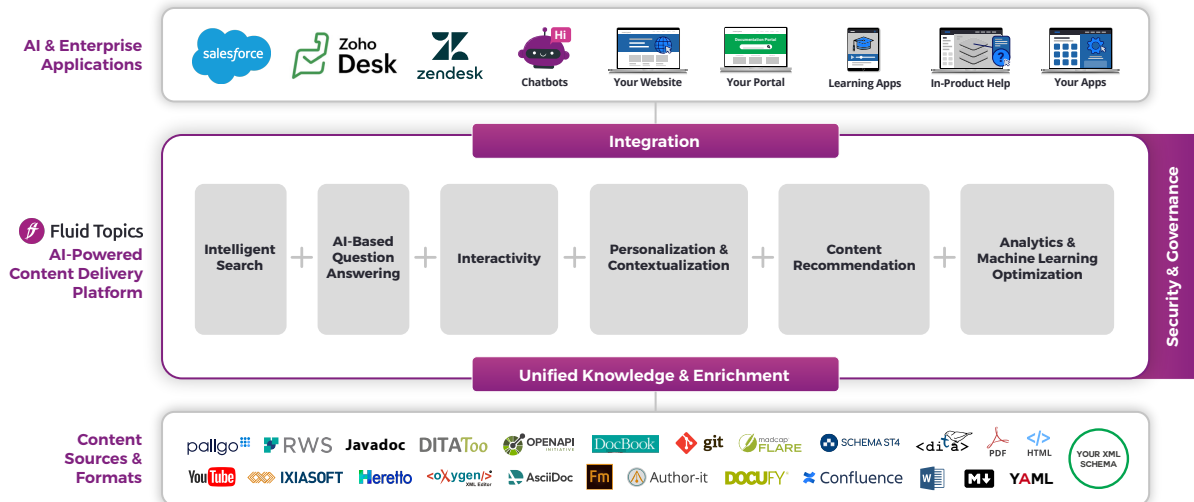 AI & Enterprise
Applications
salesforce
Zoho
Desk
zendesk
Hi
Chatbots
Your Website
Documentation Portal
Your Portal
Learning Apps
In-Product Help
Your Apps
Integration
Fluid Topics
AI-Powered
Content Delivery
Platform
Intelligent
Search
+
AI-Based
Question
Answering
+
Interactivity
+
Personalization &
Contextualization
+
Content
Recommendation
+
Analytics &
Machine Learning
Optimization
Security & Governance
Unified Knowledge & Enrichment
Content
Sources &
Formats
paligo
RWS
Javadoc
DITAToo
OPENAPI
INITIATIVE
DocBook
git
madcap
FLARE
SCHEMA ST4
<dita>
PDF
</>
HTML
YOUR XML
SCHEMA
YouTube
IXIASOFT
Heretto
<oXygen/>
XML Editor
AsciiDoc
Fm
Author-it
DOCUFY
Confluence
W
M
YAML